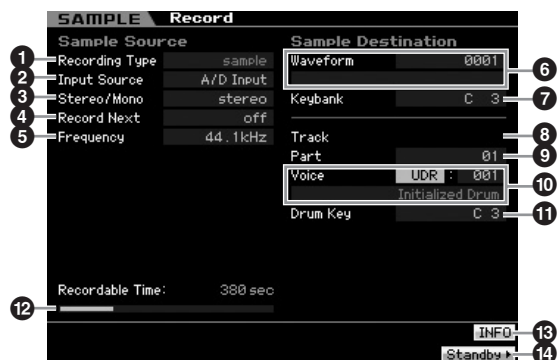 SAMPLE Record
Sample Source
1 Recording Type sample
2 Input Source A/D Input
3 Stereo/Mono stereo
4 Record Next off
5 Frequency 44.1kHz
Sample Destination
Waveform 0001 6
Keybank C 3 7
Track 8
Part 01 9
Voice UDR : 001 10
Initialized Drum
Drum Key C 3 11
Recordable Time: 380 sec
12
INFO 13
Standby 14